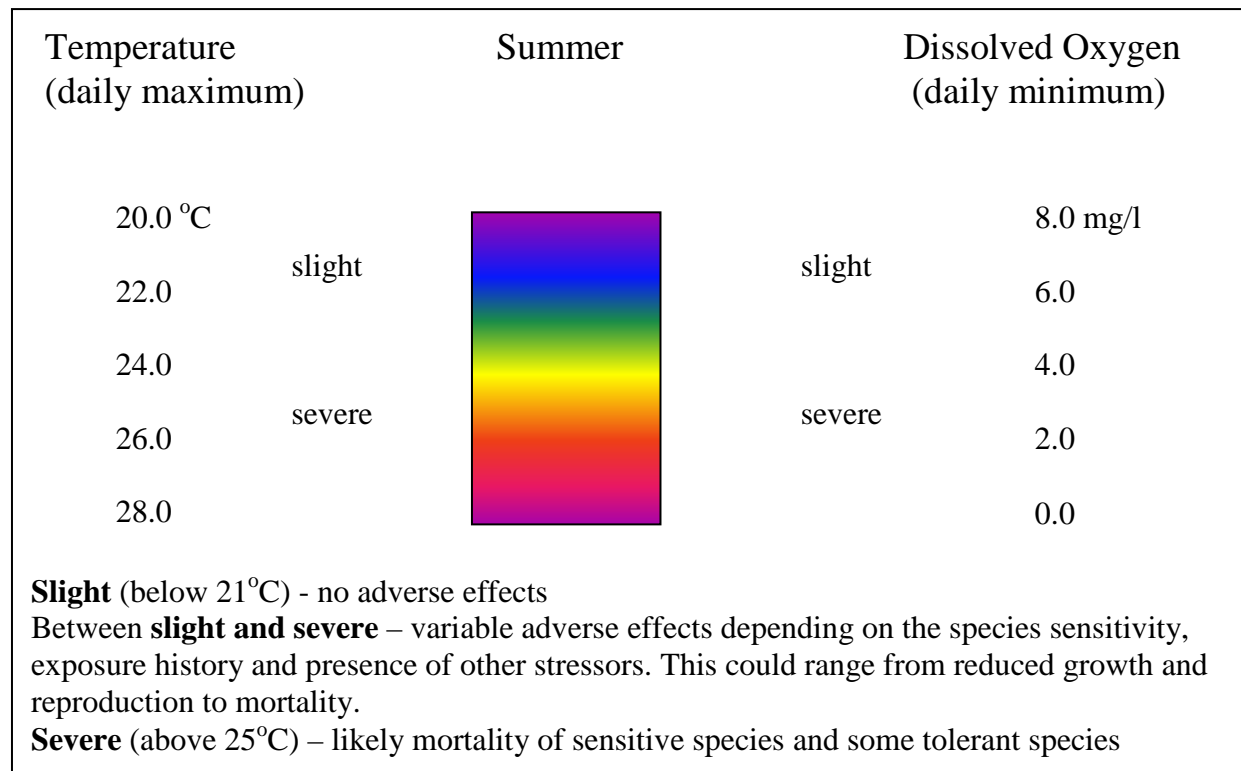 Temperature Summer Dissolved Oxygen
(daily maximum) (daily minimum)
20.0 °C 8.0 mg/l
slight slight
22.0 6.0
24.0 4.0
severe severe
26.0 2.0
28.0 0.0
Slight (below 21°C) - no adverse effects
Between slight and severe – variable adverse effects depending on the species sensitivity,
exposure history and presence of other stressors. This could range from reduced growth and
reproduction to mortality.
Severe (above 25°C) – likely mortality of sensitive species and some tolerant species